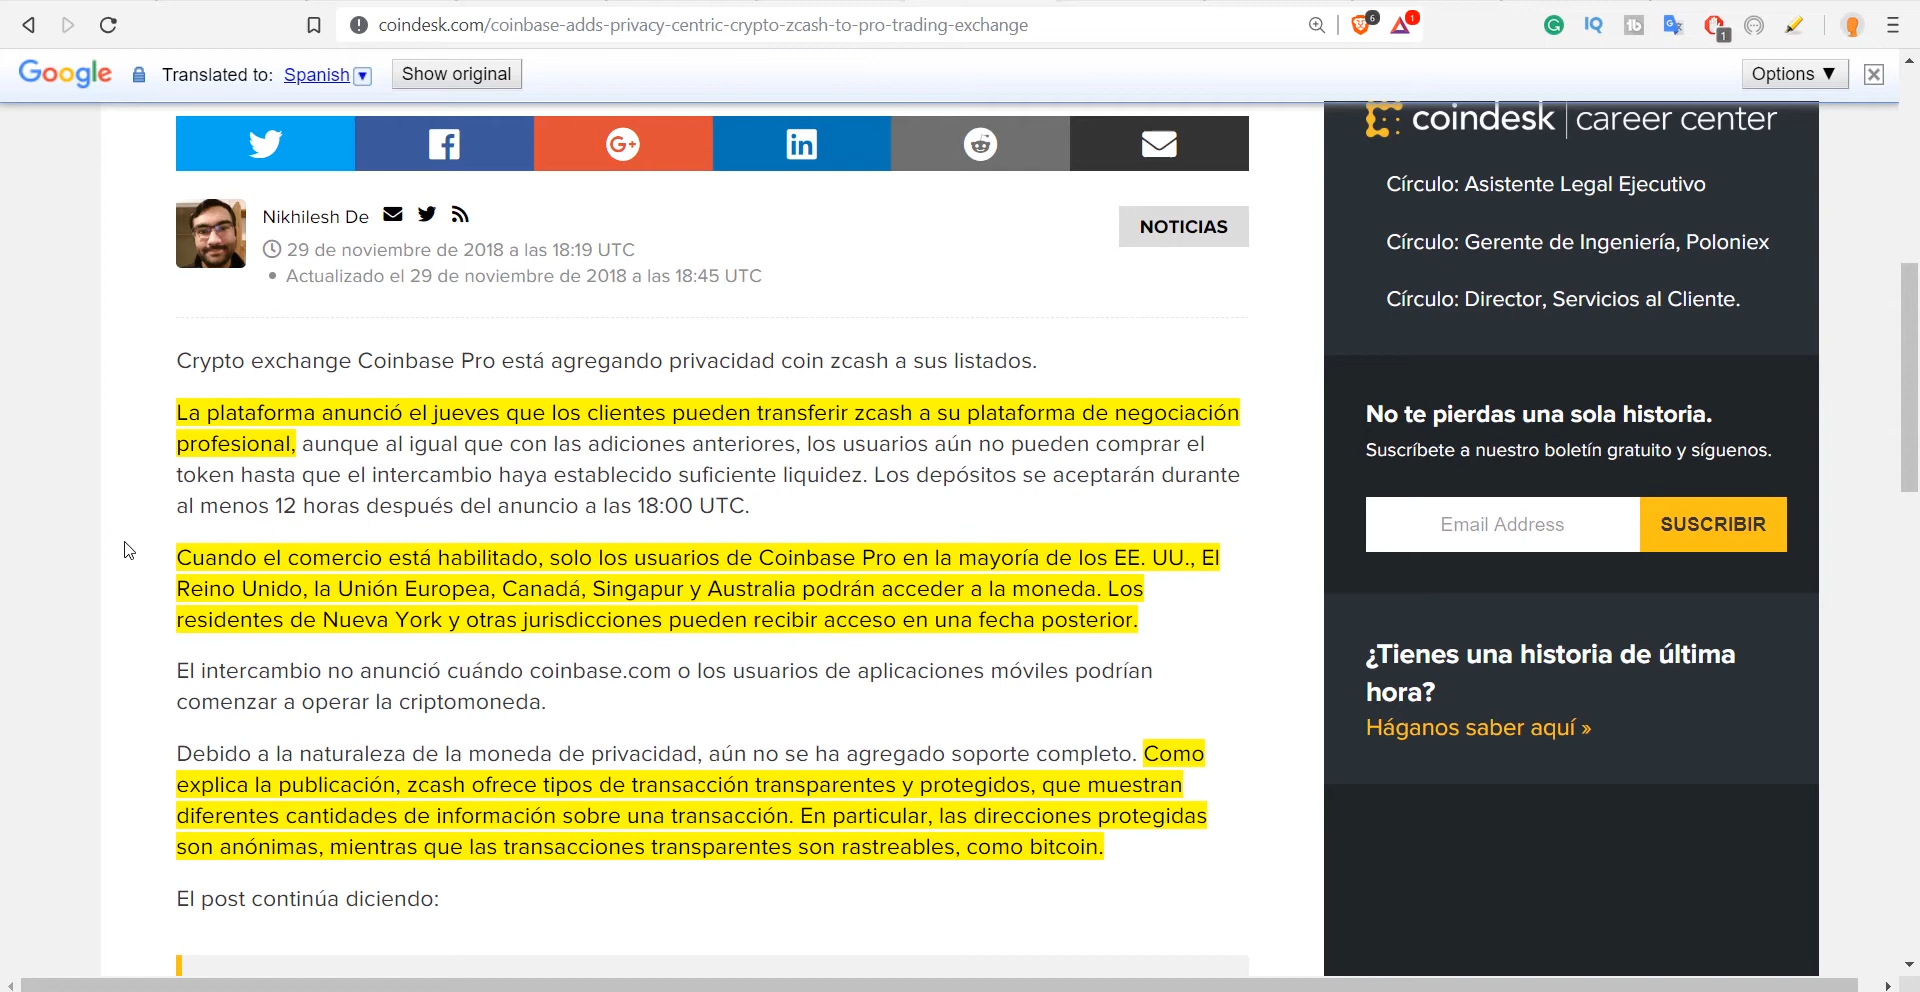 coindesk.com/coinbase-adds-privacy-centric-crypto-zcash-to-pro-trading-exchange
6
1
1
Google
Translated to: Spanish
Show original
Options ▼
coindesk | career center
Círculo: Asistente Legal Ejecutivo
Círculo: Gerente de Ingeniería, Poloniex
Círculo: Director, Servicios al Cliente.
Nikhilesh De
29 de noviembre de 2018 a las 18:19 UTC
• Actualizado el 29 de noviembre de 2018 a las 18:45 UTC
NOTICIAS
Crypto exchange Coinbase Pro está agregando privacidad coin zcash a sus listados.
La plataforma anunció el jueves que los clientes pueden transferir zcash a su plataforma de negociación
profesional, aunque al igual que con las adiciones anteriores, los usuarios aún no pueden comprar el
token hasta que el intercambio haya establecido suficiente liquidez. Los depósitos se aceptarán durante
al menos 12 horas después del anuncio a las 18:00 UTC.
Cuando el comercio está habilitado, solo los usuarios de Coinbase Pro en la mayoría de los EE. UU., El
Reino Unido, la Unión Europea, Canadá, Singapur y Australia podrán acceder a la moneda. Los
residentes de Nueva York y otras jurisdicciones pueden recibir acceso en una fecha posterior.
El intercambio no anunció cuándo coinbase.com o los usuarios de aplicaciones móviles podrían
comenzar a operar la criptomoneda.
Debido a la naturaleza de la moneda de privacidad, aún no se ha agregado soporte completo. Como
explica la publicación, zcash ofrece tipos de transacción transparentes y protegidos, que muestran
diferentes cantidades de información sobre una transacción. En particular, las direcciones protegidas
son anónimas, mientras que las transacciones transparentes son rastreables, como bitcoin.
El post continúa diciendo:
No te pierdas una sola historia.
Suscríbete a nuestro boletín gratuito y síguenos.
Email Address
SUSCRIBIR
¿Tienes una historia de última
hora?
Háganos saber aquí »